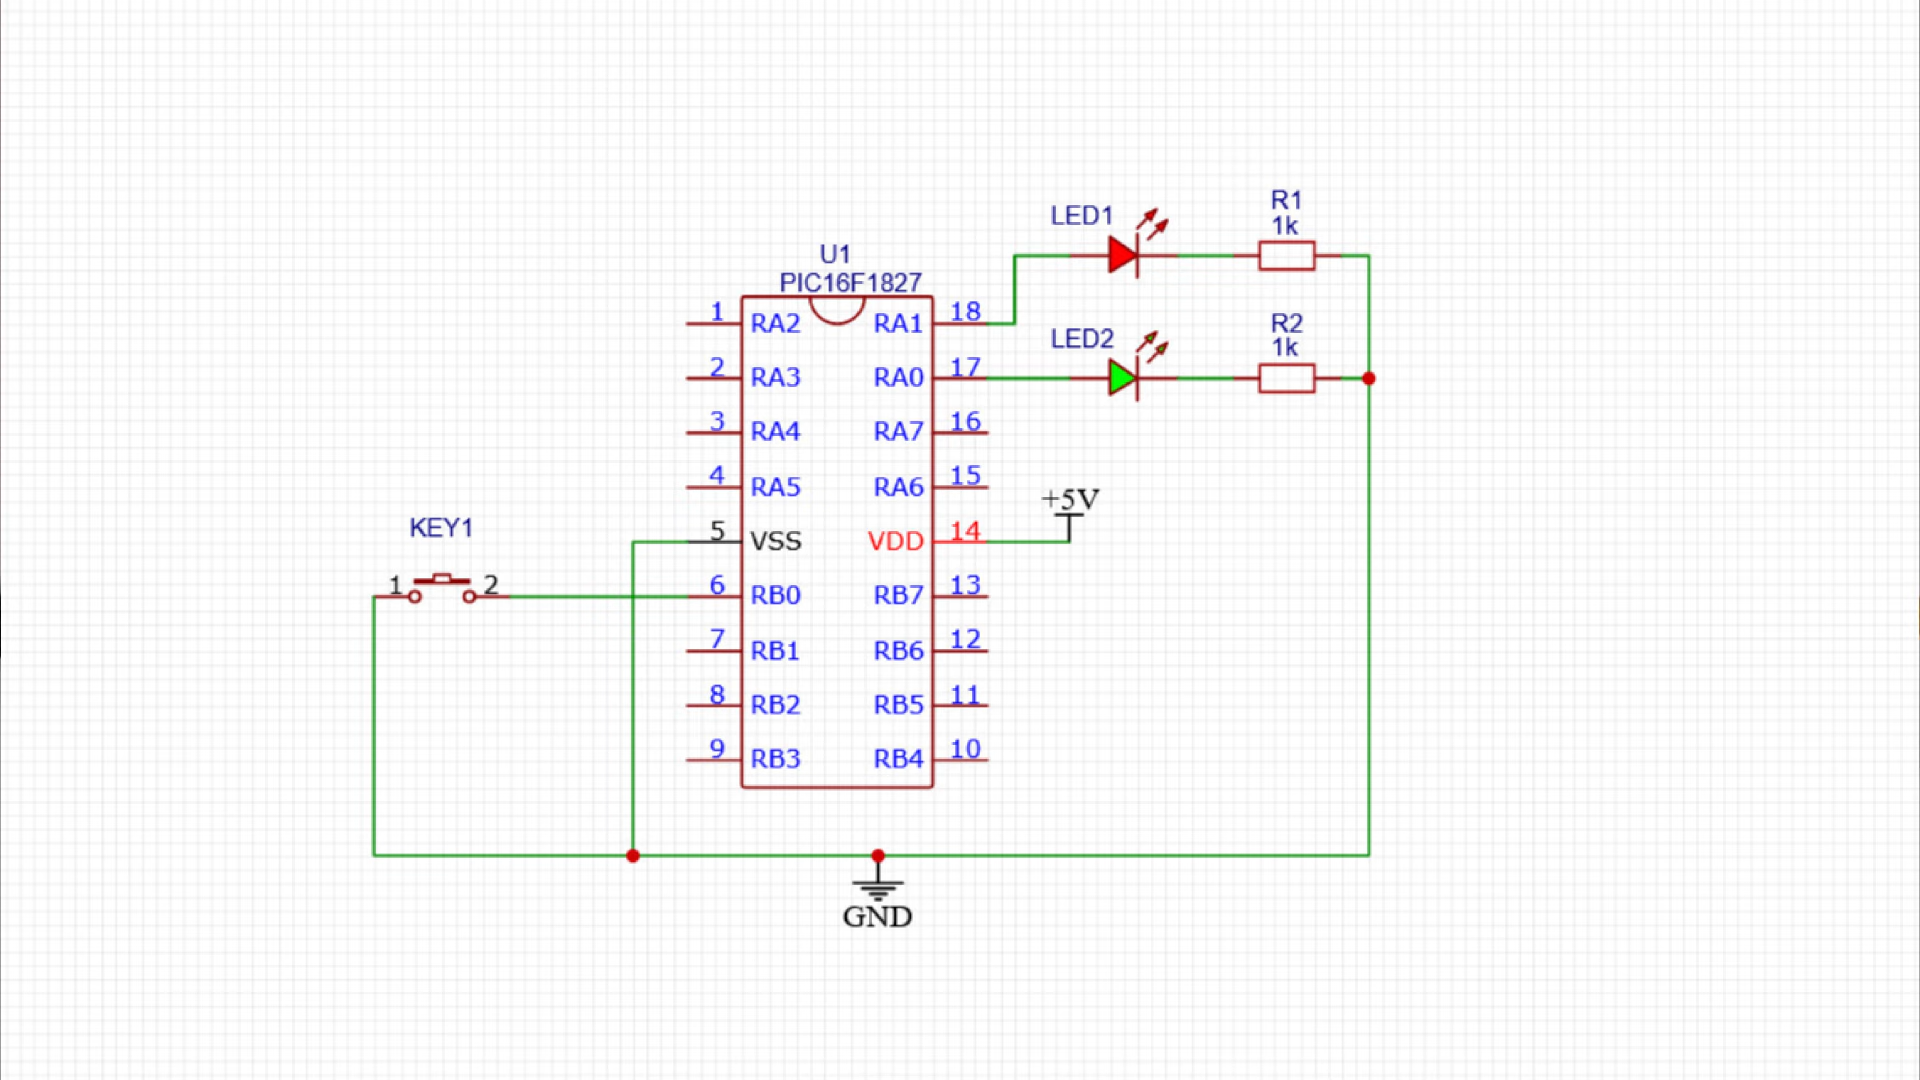 R1
1k
LED1
U1
PIC16F1827
1 RA2 RA1 18
LED2
R2
1k
2 RA3 RA0 17
3 RA4 RA7 16
4 RA5 RA6 15
+5V
KEY1
5 VSS VDD 14
1 2
6 RB0 RB7 13
7 RB1 RB6 12
8 RB2 RB5 11
9 RB3 RB4 10
GND